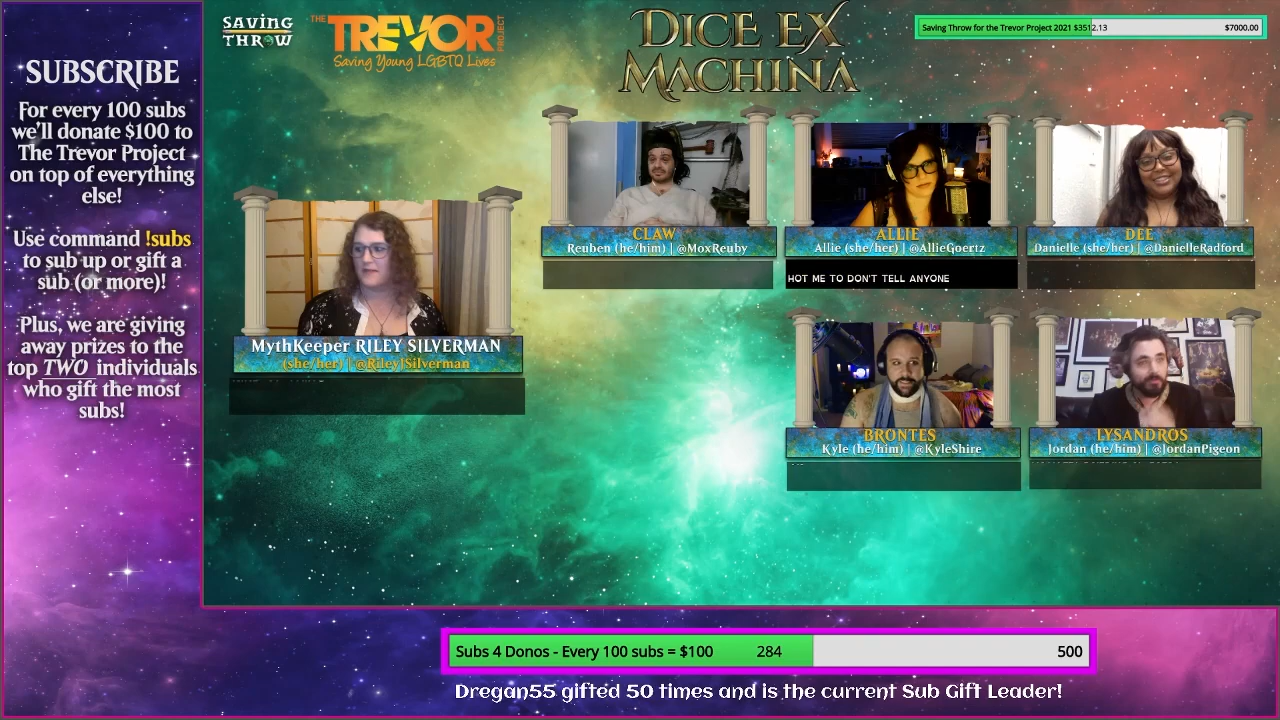 SUBSCRIBE
For every 100 subs
we'll donate $100 to
The Trevor Project
on top of everything
else!
Use command !subs
to sub up or gift a
sub (or more)!
Plus, we are giving
away prizes to the
top TWO individuals
who gift the most
subs!
SAVING
THROW
THE TREVOR PROJECT
Saving Young LGBTQ Lives
DICE EX
MACHINA
Saving Throw for the Trevor Project 2021 $3512.13 $7000.00
CLAW
Reuben (he/him) | @MoxReuby
ALLIE
Allie (she/her) | @AllieGoertz
HOT ME TO DON'T TELL ANYONE
DEE
Danielle (she/her) | @DanielleRadford
MythKeeper RILEY SILVERMAN
(she/her) | @RileyJSilverman
BRONTES
Kyle (he/him) | @KyleShire
LYSANDROS
Jordan (he/him) | @JordanPigeon
Subs 4 Donos - Every 100 subs = $100 284 500
Dregan55 gifted 50 times and is the current Sub Gift Leader!